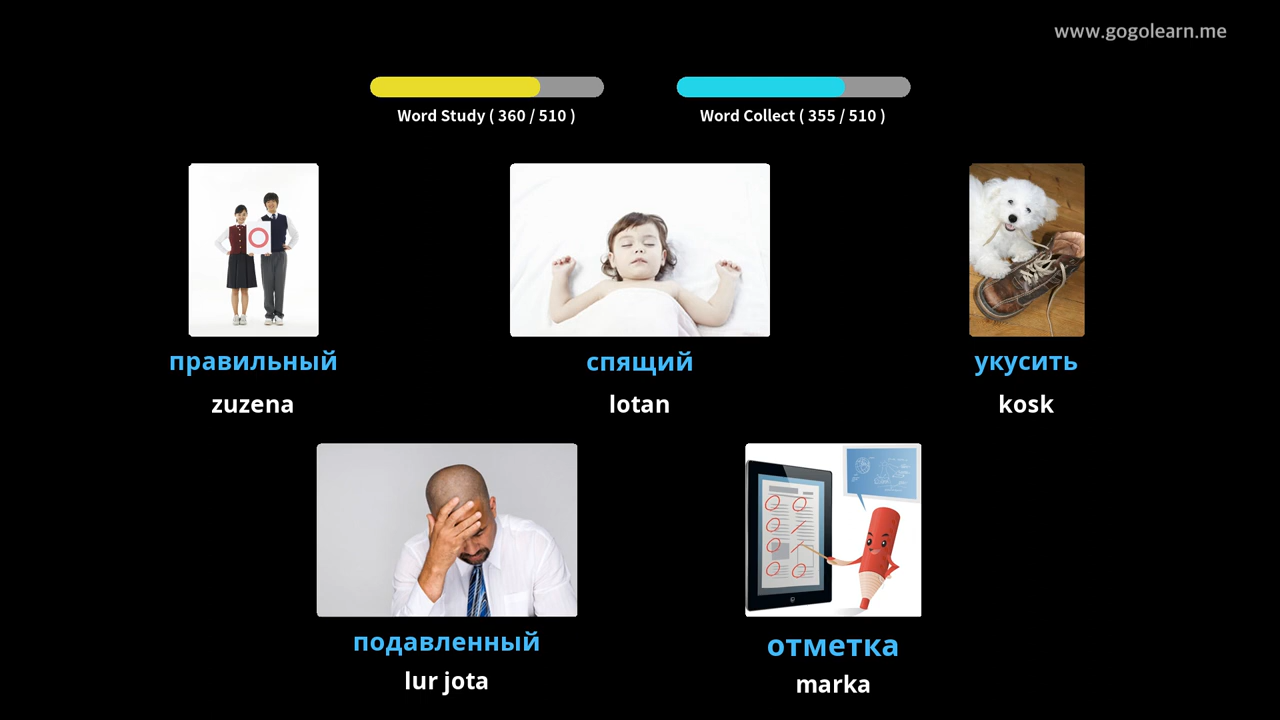 www.gogolearn.me
Word Study ( 360 / 510 )
Word Collect ( 355 / 510 )
правильный
спящий
укусить
zuzena
lotan
kosk
подавленный
отметка
lur jota
marka